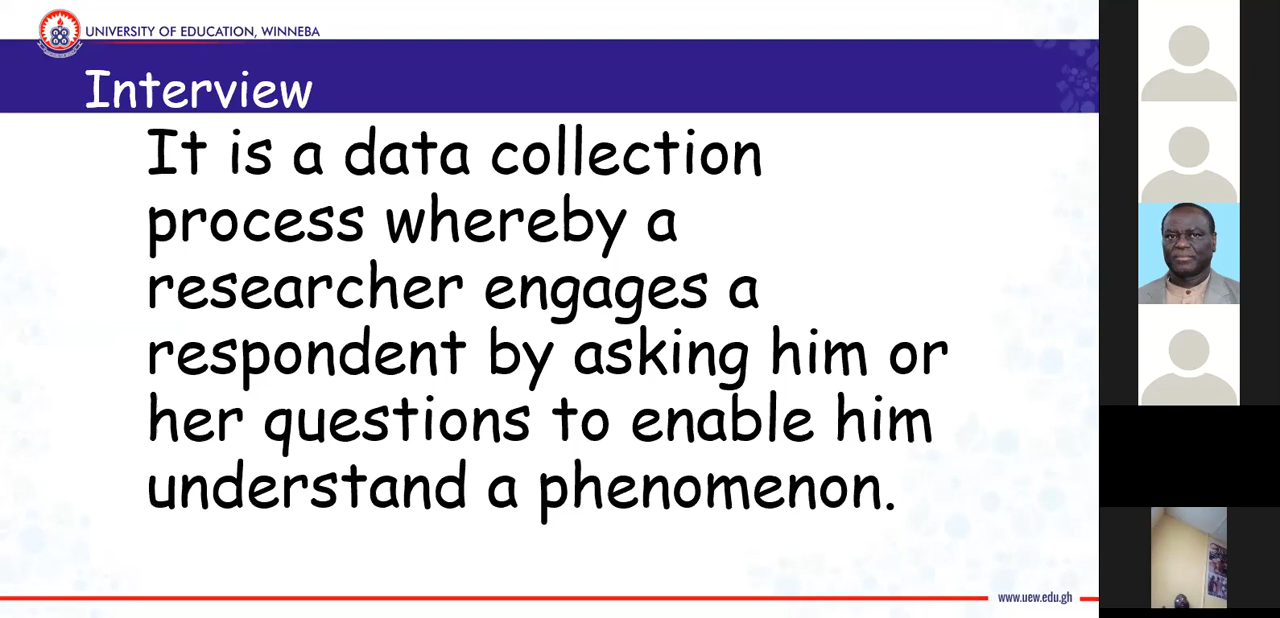 UNIVERSITY OF EDUCATION, WINNEBA
Interview
It is a data collection
process whereby a
researcher engages a
respondent by asking him or
her questions to enable him
understand a phenomenon.
www.uew.edu.gh